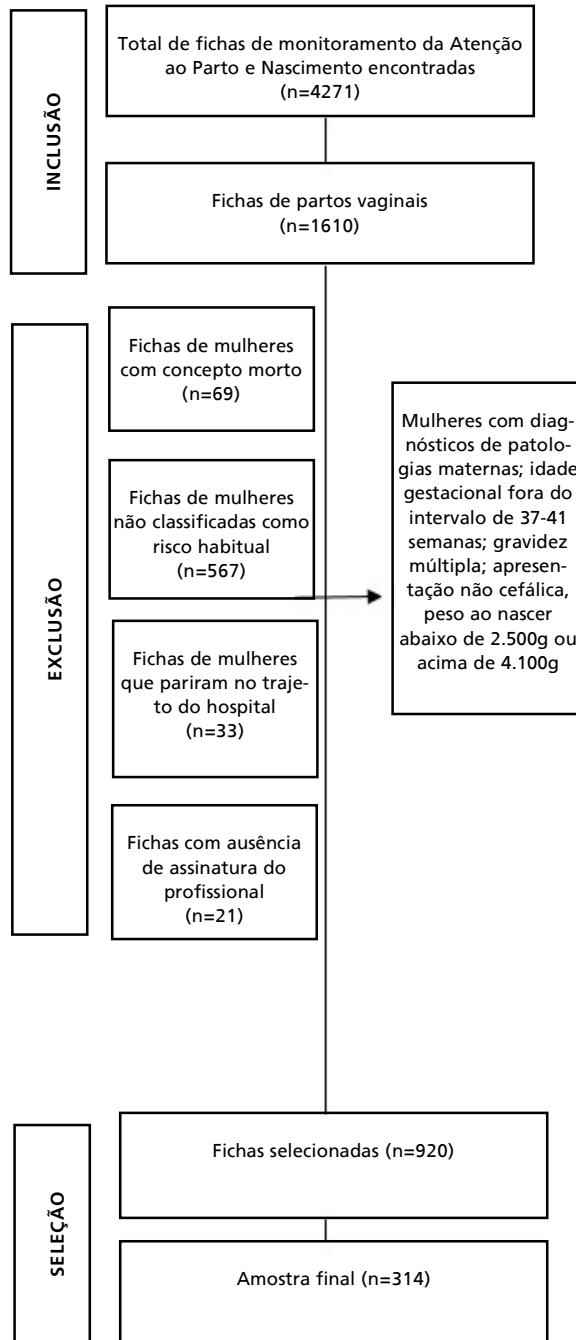 INCLUSÃO
Total de fichas de monitoramento da Atenção
ao Parto e Nascimento encontradas
(n=4271)
Fichas de partos vaginais
(n=1610)
EXCLUSÃO
Fichas de mulheres
com concepto morto
(n=69)
Fichas de mulheres
não classificadas como
risco habitual
(n=567)
Mulheres com diag-
nósticos de patolo-
gias maternas; idade
gestacional fora do
intervalo de 37-41
semanas; gravidez
múltipla; apresen-
tação não cefálica,
peso ao nascer
abaixo de 2.500g ou
acima de 4.100g
Fichas de mulheres
que pariram no traje-
to do hospital
(n=33)
Fichas com ausência
de assinatura do
profissional
(n=21)
SELEÇÃO
Fichas selecionadas (n=920)
Amostra final (n=314)